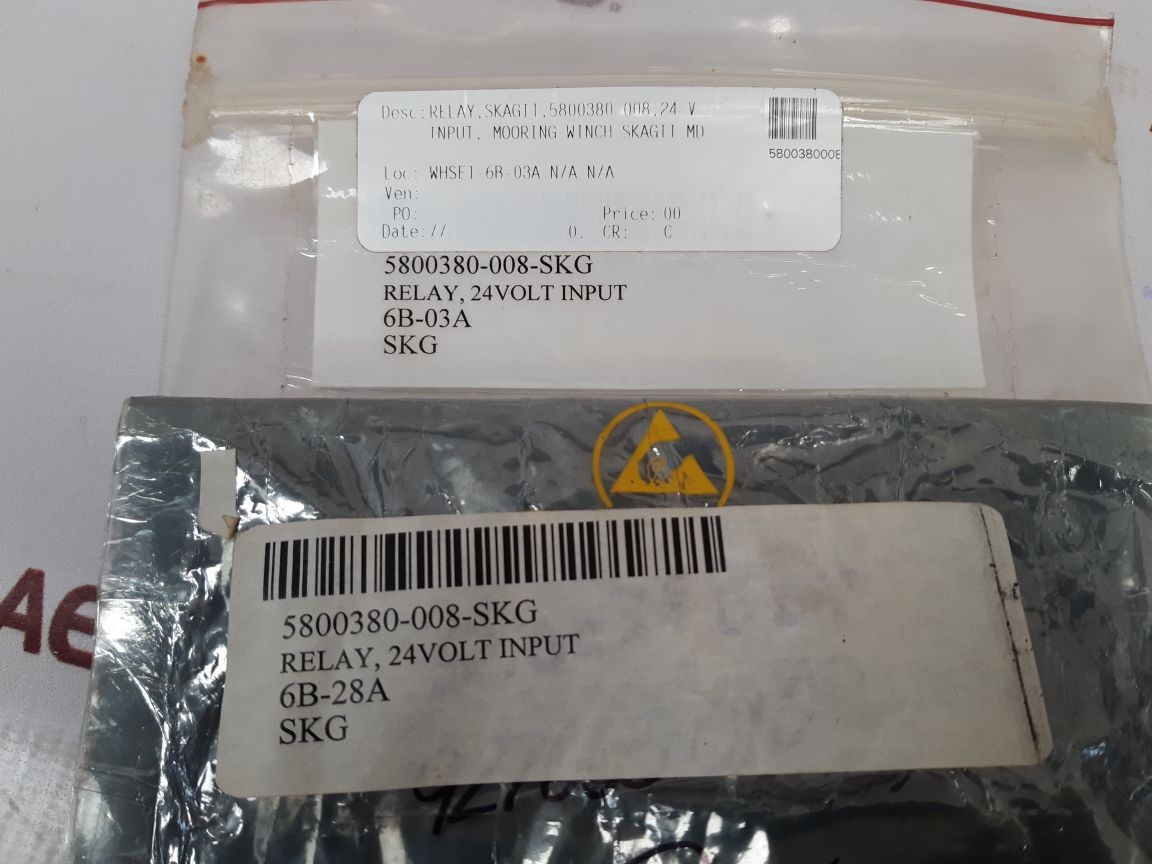 Desc:RELAY,SKAGIT,5800380 008,24 V
INPUT, MOORING WINCH SKAGIT MD
5800380008
Loc: WHSE1-6B-03A N/A N/A
Ven:
PO: Price: 00
Date: // 0. CR: C
5800380-008-SKG
RELAY, 24VOLT INPUT
6B-03A
SKG
5800380-008-SKG
RELAY, 24VOLT INPUT
6B-28A
SKG
AE